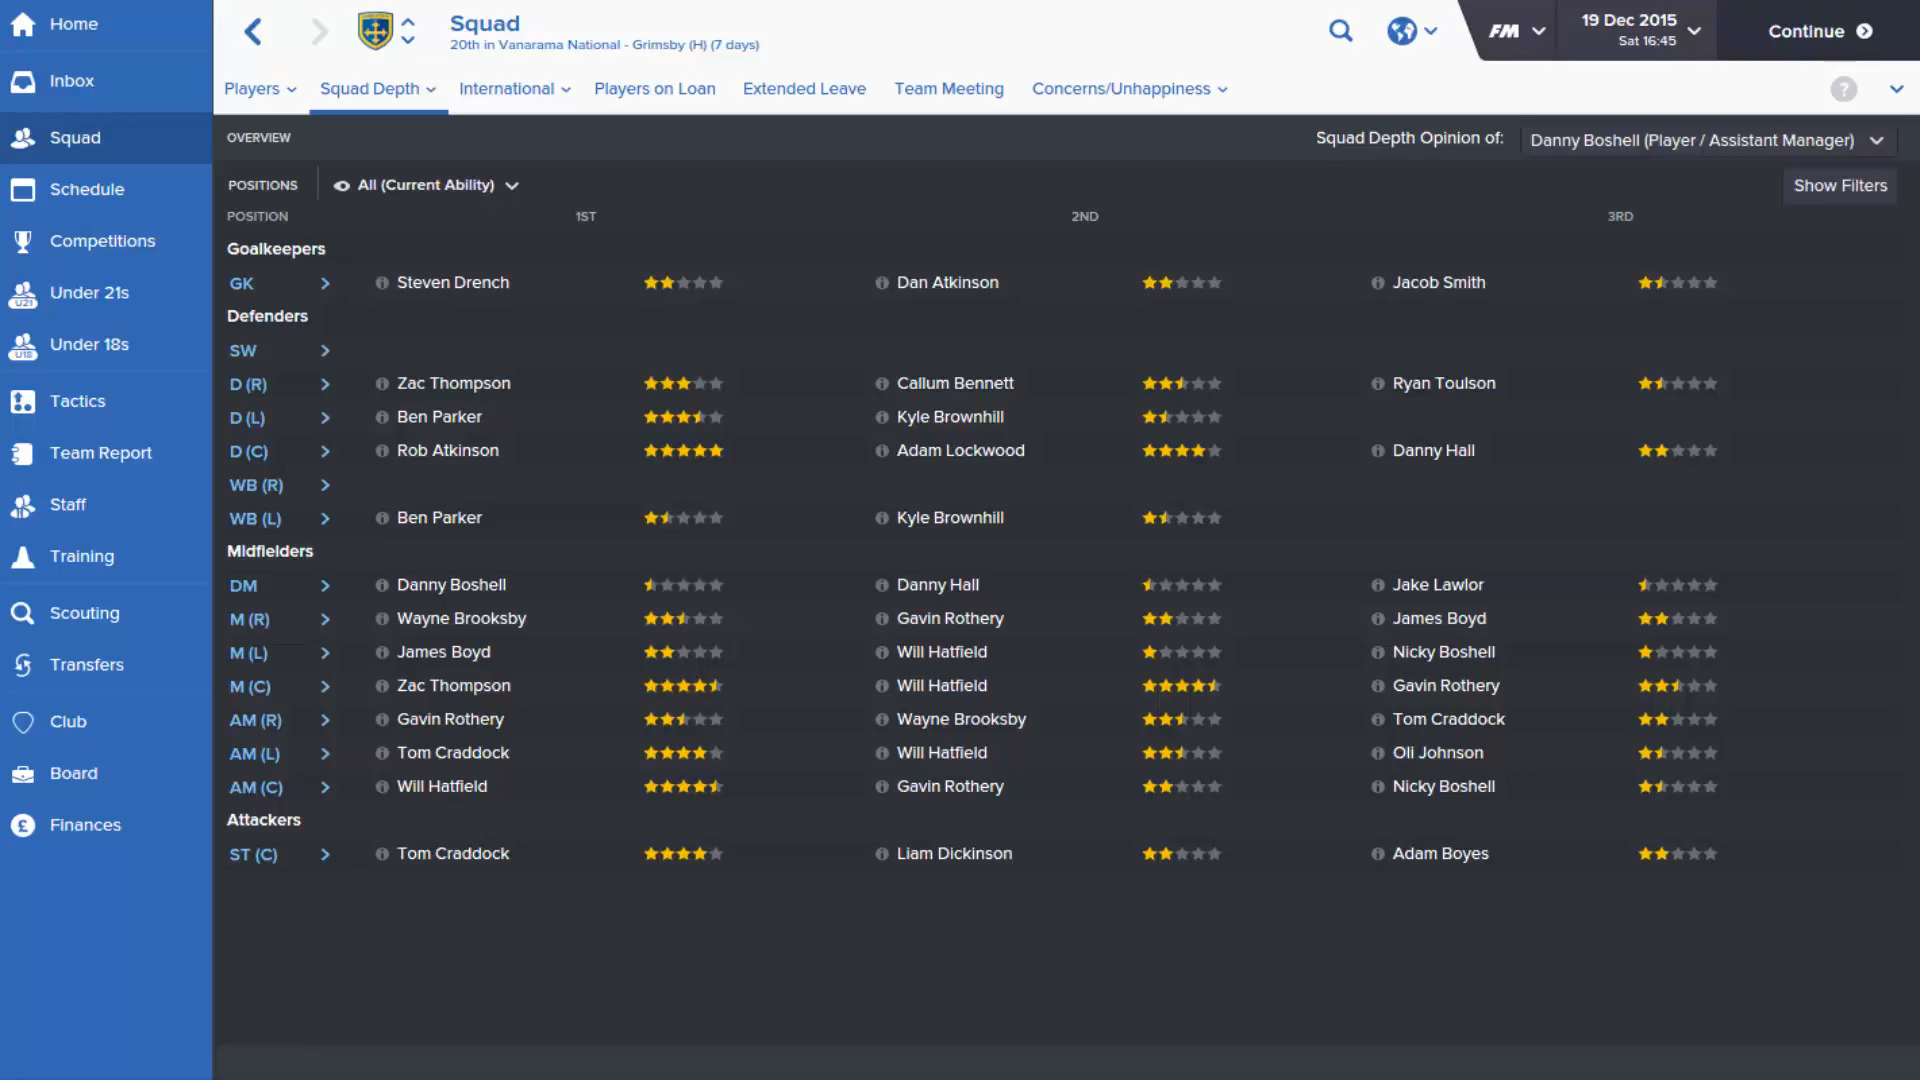 Home
Inbox
Squad
Schedule
Competitions
U21
Under 21s
U18
Under 18s
Tactics
Team Report
Staff
Training
Scouting
Transfers
Club
Board
£ Finances
Squad
20th in Vanarama National - Grimsby (H) (7 days)
FM
19 Dec 2015
Sat 16:45
Continue
Players Squad Depth International Players on Loan Extended Leave Team Meeting Concerns/Unhappiness ?
OVERVIEW Squad Depth Opinion of: Danny Boshell (Player / Assistant Manager)
POSITIONS All (Current Ability) Show Filters
POSITION 1ST 2ND 3RD
Goalkeepers
GK Steven Drench Dan Atkinson Jacob Smith
Defenders
SW
D (R) Zac Thompson Callum Bennett Ryan Toulson
D (L) Ben Parker Kyle Brownhill
D (C) Rob Atkinson Adam Lockwood Danny Hall
WB (R)
WB (L) Ben Parker Kyle Brownhill
Midfielders
DM Danny Boshell Danny Hall Jake Lawlor
M (R) Wayne Brooksby Gavin Rothery James Boyd
M (L) James Boyd Will Hatfield Nicky Boshell
M (C) Zac Thompson Will Hatfield Gavin Rothery
AM (R) Gavin Rothery Wayne Brooksby Tom Craddock
AM (L) Tom Craddock Will Hatfield Oli Johnson
AM (C) Will Hatfield Gavin Rothery Nicky Boshell
Attackers
ST (C) Tom Craddock Liam Dickinson Adam Boyes